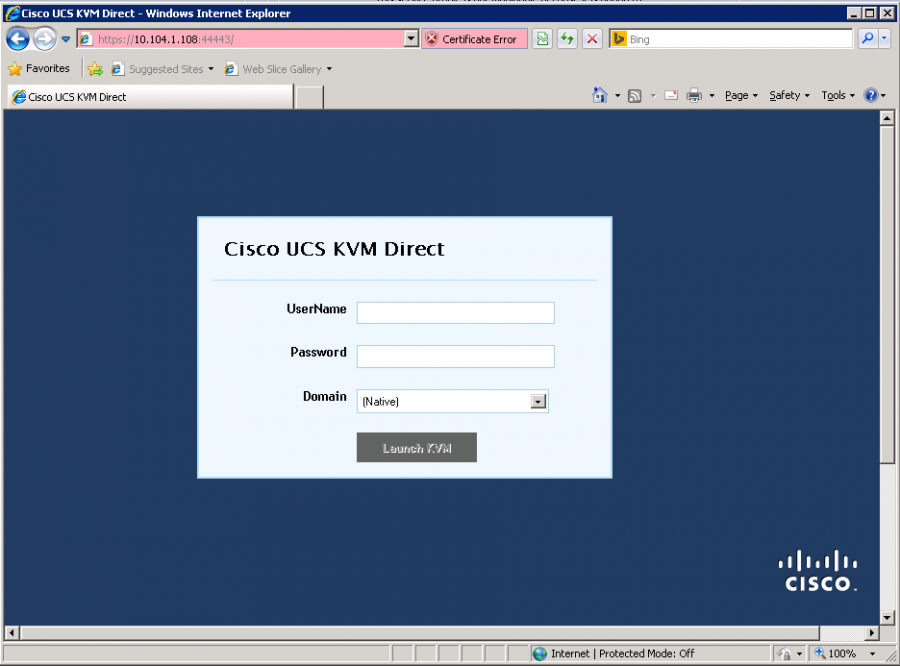 Cisco UCS KVM Direct - Windows Internet Explorer
https://10.104.1.108:44443/
Certificate Error
Bing
Favorites
Suggested Sites
Web Slice Gallery
Cisco UCS KVM Direct
Page
Safety
Tools
Cisco UCS KVM Direct
UserName
Password
Domain
(Native)
Launch KVM
CISCO
Internet | Protected Mode: Off
100%